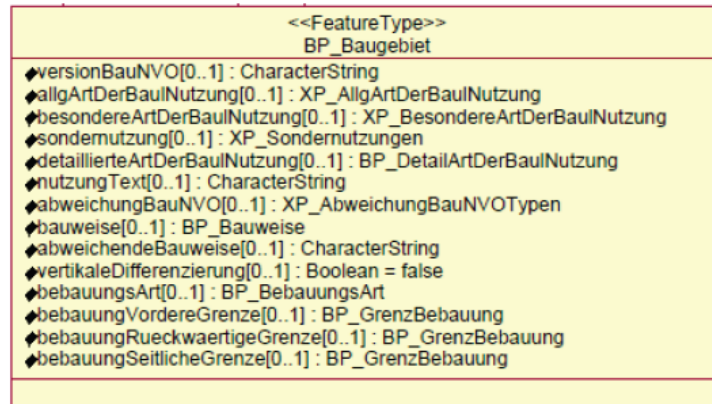 <<FeatureType>>
BP_Baugebiet
versionBauNVO[0..1] : CharacterString
allgArtDerBaulNutzung[0..1] : XP_AllgArtDerBaulNutzung
besondereArtDerBaulNutzung[0..1] : XP_BesondereArtDerBaulNutzung
sondernutzung[0..1] : XP_Sondernutzungen
detaillierteArtDerBaulNutzung[0..1] : BP_DetailArtDerBaulNutzung
nutzungText[0..1] : CharacterString
abweichungBauNVO[0..1] : XP_AbweichungBauNVOTypen
bauweise[0..1] : BP_Bauweise
abweichendeBauweise[0..1] : CharacterString
vertikaleDifferenzierung[0..1] : Boolean = false
bebauungsArt[0..1] : BP_BebauungsArt
bebauungVordereGrenze[0..1] : BP_GrenzBebauung
bebauungRueckwaertigeGrenze[0..1] : BP_GrenzBebauung
bebauungSeitlicheGrenze[0..1] : BP_GrenzBebauung